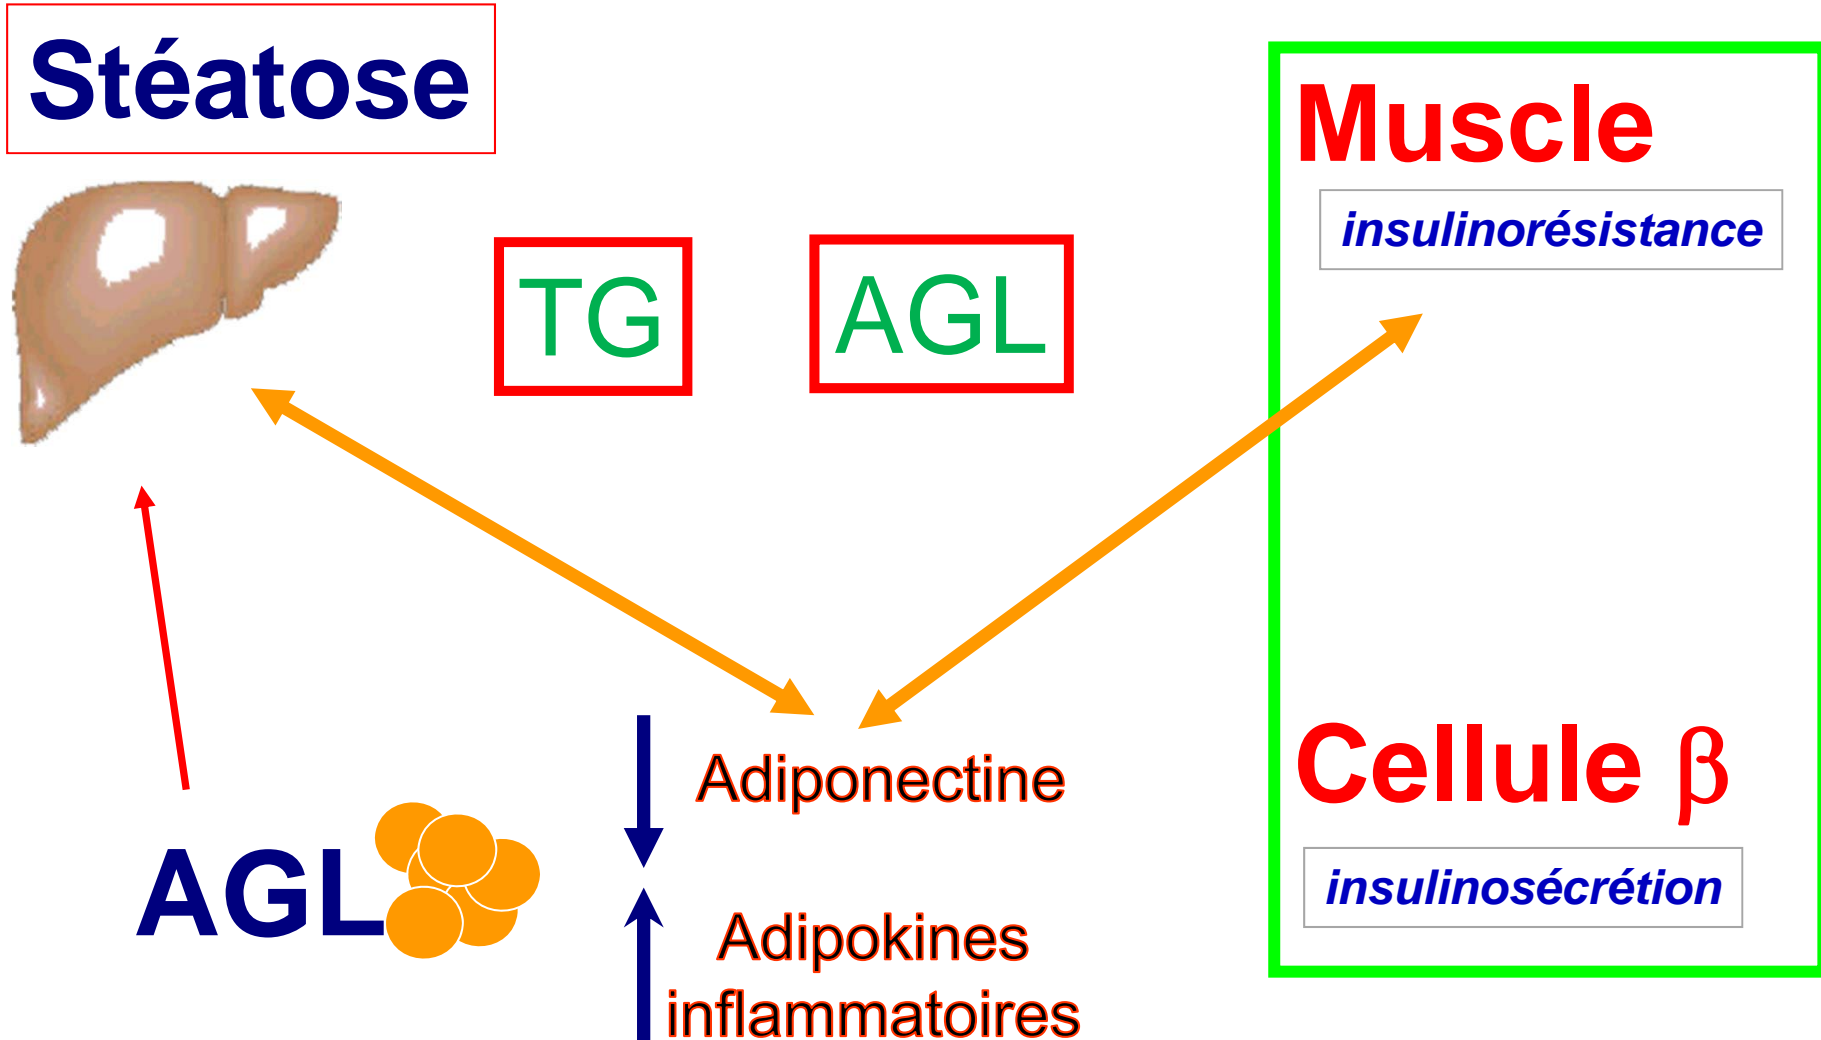 Stéatose
Muscle
insulinorésistance
TG
AGL
Adiponectine
Cellule β
AGL
insulinosécrétion
Adipokines
inflammatoires